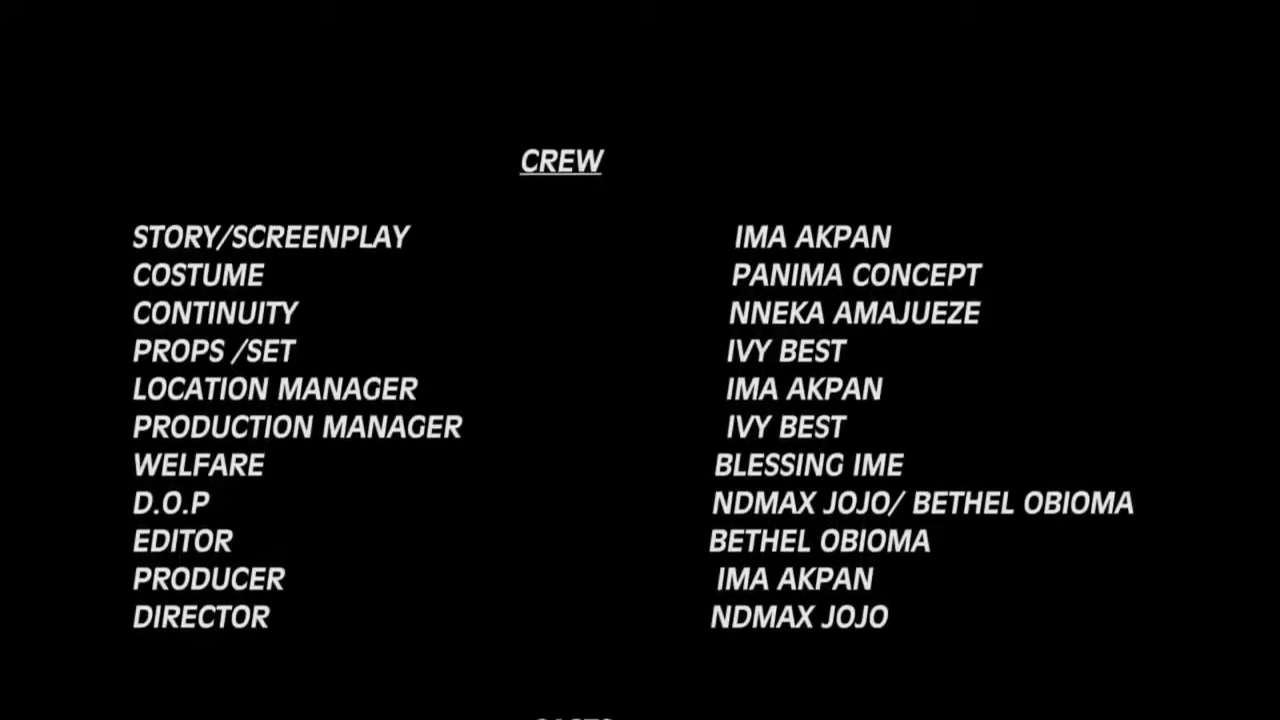 CREW
STORY/SCREENPLAY IMA AKPAN
COSTUME PANIMA CONCEPT
CONTINUITY NNEKA AMAJUEZE
PROPS /SET IVY BEST
LOCATION MANAGER IMA AKPAN
PRODUCTION MANAGER IVY BEST
WELFARE BLESSING IME
D.O.P NDMAX JOJO/ BETHEL OBIOMA
EDITOR BETHEL OBIOMA
PRODUCER IMA AKPAN
DIRECTOR NDMAX JOJO